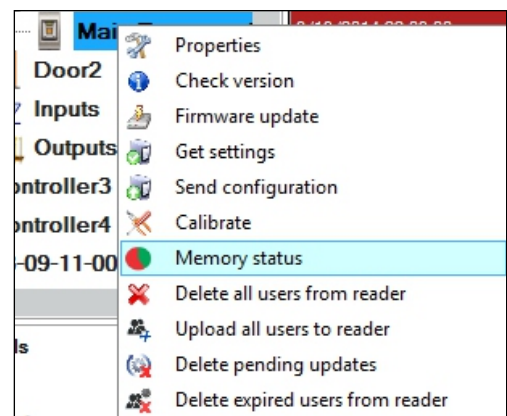 Mai
Properties
Door2
Check version
Inputs
Firmware update
Outputs
Get settings
ontroller3
Send configuration
ontroller4
Calibrate
-09-11-00
Memory status
Delete all users from reader
ls
Upload all users to reader
Delete pending updates
Delete expired users from reader